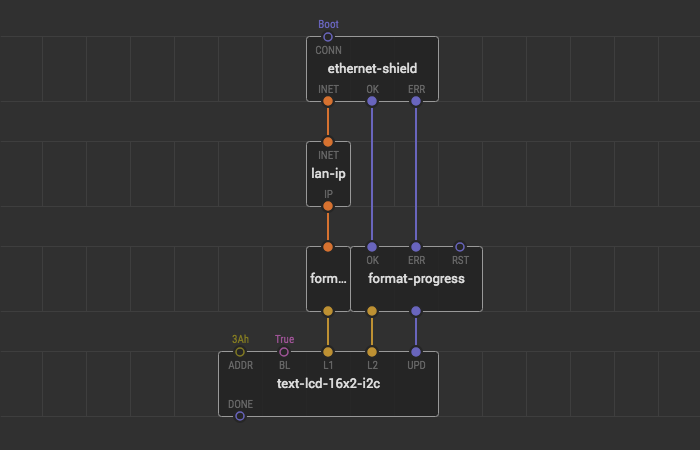 Boot
CONN
ethernet-shield
INET OK ERR
INET
lan-ip
IP
OK ERR RST
form... format-progress
3Ah True
ADDR BL L1 L2 UPD
text-lcd-16x2-i2c
DONE